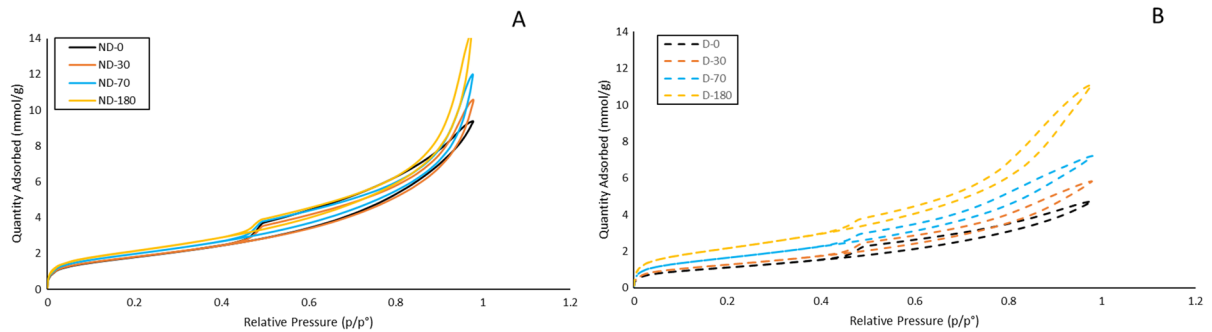 A
14
12
10
8
6
4
2
0
Quantity Adsorbed (mmol/g)
ND-0
ND-30
ND-70
ND-180
0
0.2
0.4
0.6
0.8
1
1.2
Relative Pressure (p/p°)
B
14
12
10
8
6
4
2
0
Quantity Adsorbed (mmol/g)
D-0
D-30
D-70
D-180
0
0.2
0.4
0.6
0.8
1
1.2
Relative Pressure (p/p°)